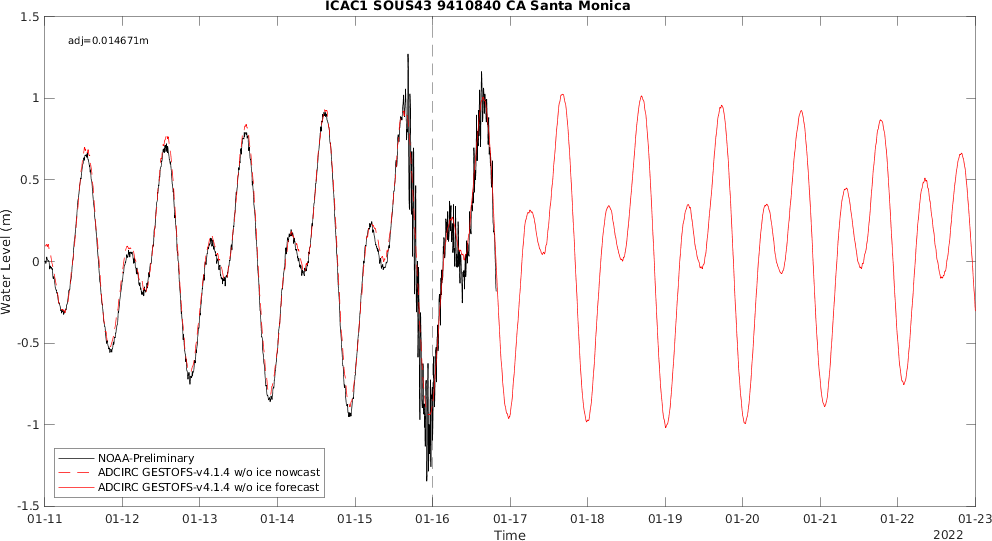 ICAC1 SOUS43 9410840 CA Santa Monica
adj=0.014671m
1.5
1
0.5
0
-0.5
-1
-1.5
Water Level (m)
NOAA-Preliminary
ADCIRC GESTOFS-v4.1.4 w/o ice nowcast
ADCIRC GESTOFS-v4.1.4 w/o ice forecast
01-11 01-12 01-13 01-14 01-15 01-16 01-17 01-18 01-19 01-20 01-21 01-22 01-23
Time
2022